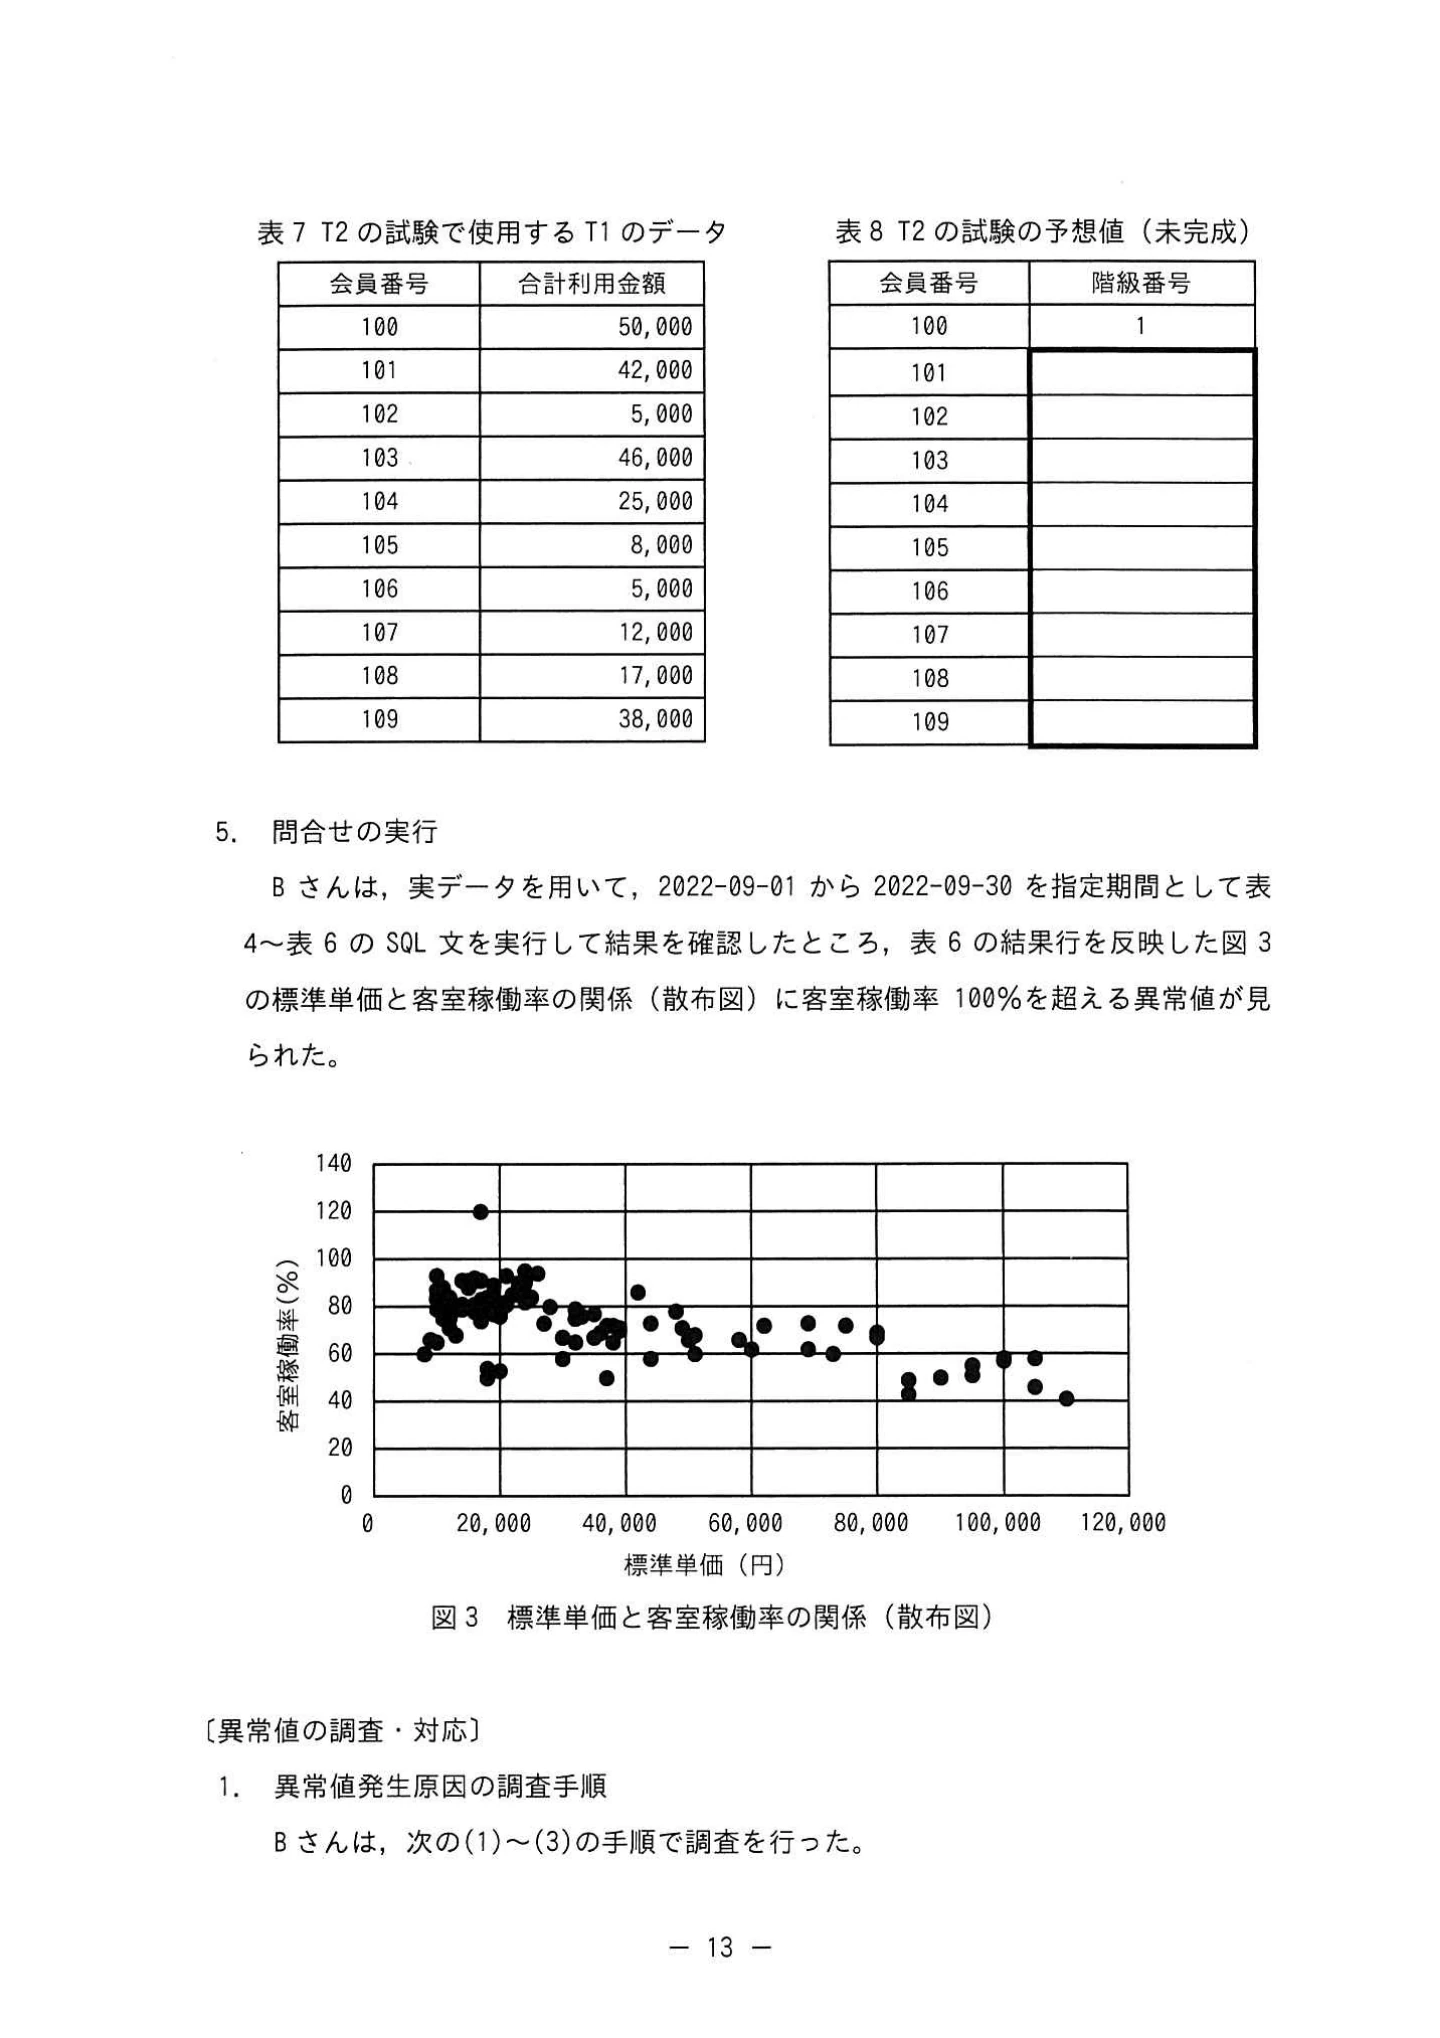 表7 T2の試験で使用するT1のデータ
会員番号 合計利用金額
100 50,000
101 42,000
102 5,000
103 46,000
104 25,000
105 8,000
106 5,000
107 12,000
108 17,000
109 38,000
表8 T2の試験の予想値（未完成）
会員番号 階級番号
100 1
101
102
103
104
105
106
107
108
109
5. 問合せの実行
Bさんは，実データを用いて，2022-09-01 から 2022-09-30 を指定期間として表
4～表 6 の SQL 文を実行して結果を確認したところ，表 6 の結果行を反映した図 3
の標準単価と客室稼働率の関係（散布図）に客室稼働率 100%を超える異常値が見
られた。
140
120
100
80
60
40
20
0
客室稼働率(%)
0 20,000 40,000 60,000 80,000 100,000 120,000
標準単価（円）
図3 標準単価と客室稼働率の関係（散布図）
〔異常値の調査・対応〕
1. 異常値発生原因の調査手順
Bさんは，次の(1)～(3)の手順で調査を行った。
－ 13 －